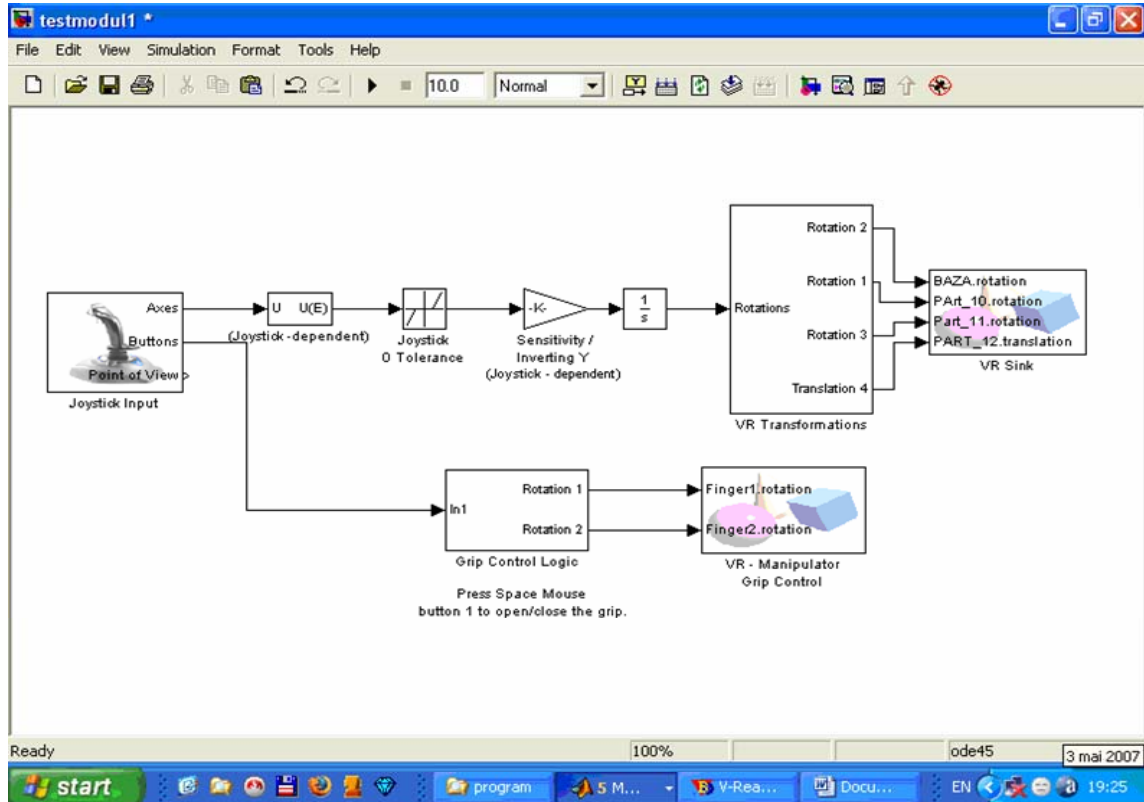 testmodul1 *
File Edit View Simulation Format Tools Help
10.0 Normal
Axes
Buttons
Point of View
Joystick Input
U U(E)
(Joystick -dependent)
Joystick
0 Tolerance
-K-
Sensitivity /
Inverting Y
(Joystick - dependent)
1
s
Rotations
Rotation 2
Rotation 1
Rotation 3
Translation 4
VR Transformations
BAZA.rotation
PArt_10.rotation
Part_11.rotation
PART_12.translation
VR Sink
In1
Rotation 1
Rotation 2
Grip Control Logic
Press Space Mouse
button 1 to open/close the grip.
Finger1.rotation
Finger2.rotation
VR - Manipulator
Grip Control
Ready 100% ode45
3 mai 2007
start program 5 M... V-Rea... Docu... EN 19:25